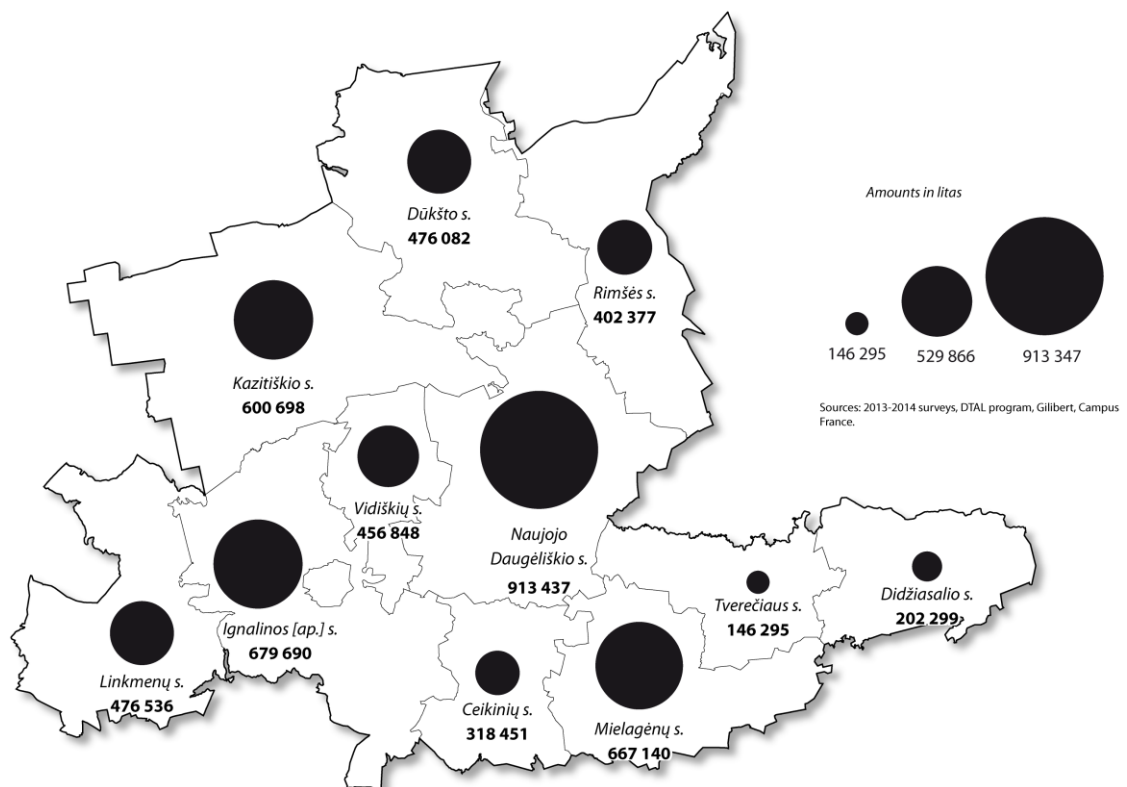 Dūkšto s.
476 082
Rimšės s.
402 377
Kazitiškio s.
600 698
Vidiškių s.
456 848
Naujojo
Daugėliškio s.
913 437
Ignalinos [ap.] s.
679 690
Linkmenų s.
476 536
Ceikinių s.
318 451
Mielagėnų s.
667 140
Tverečiaus s.
146 295
Didžiasalio s.
202 299
Amounts in litas
146 295
529 866
913 347
Sources: 2013-2014 surveys, DTAL program, Gilibert, Campus
France.